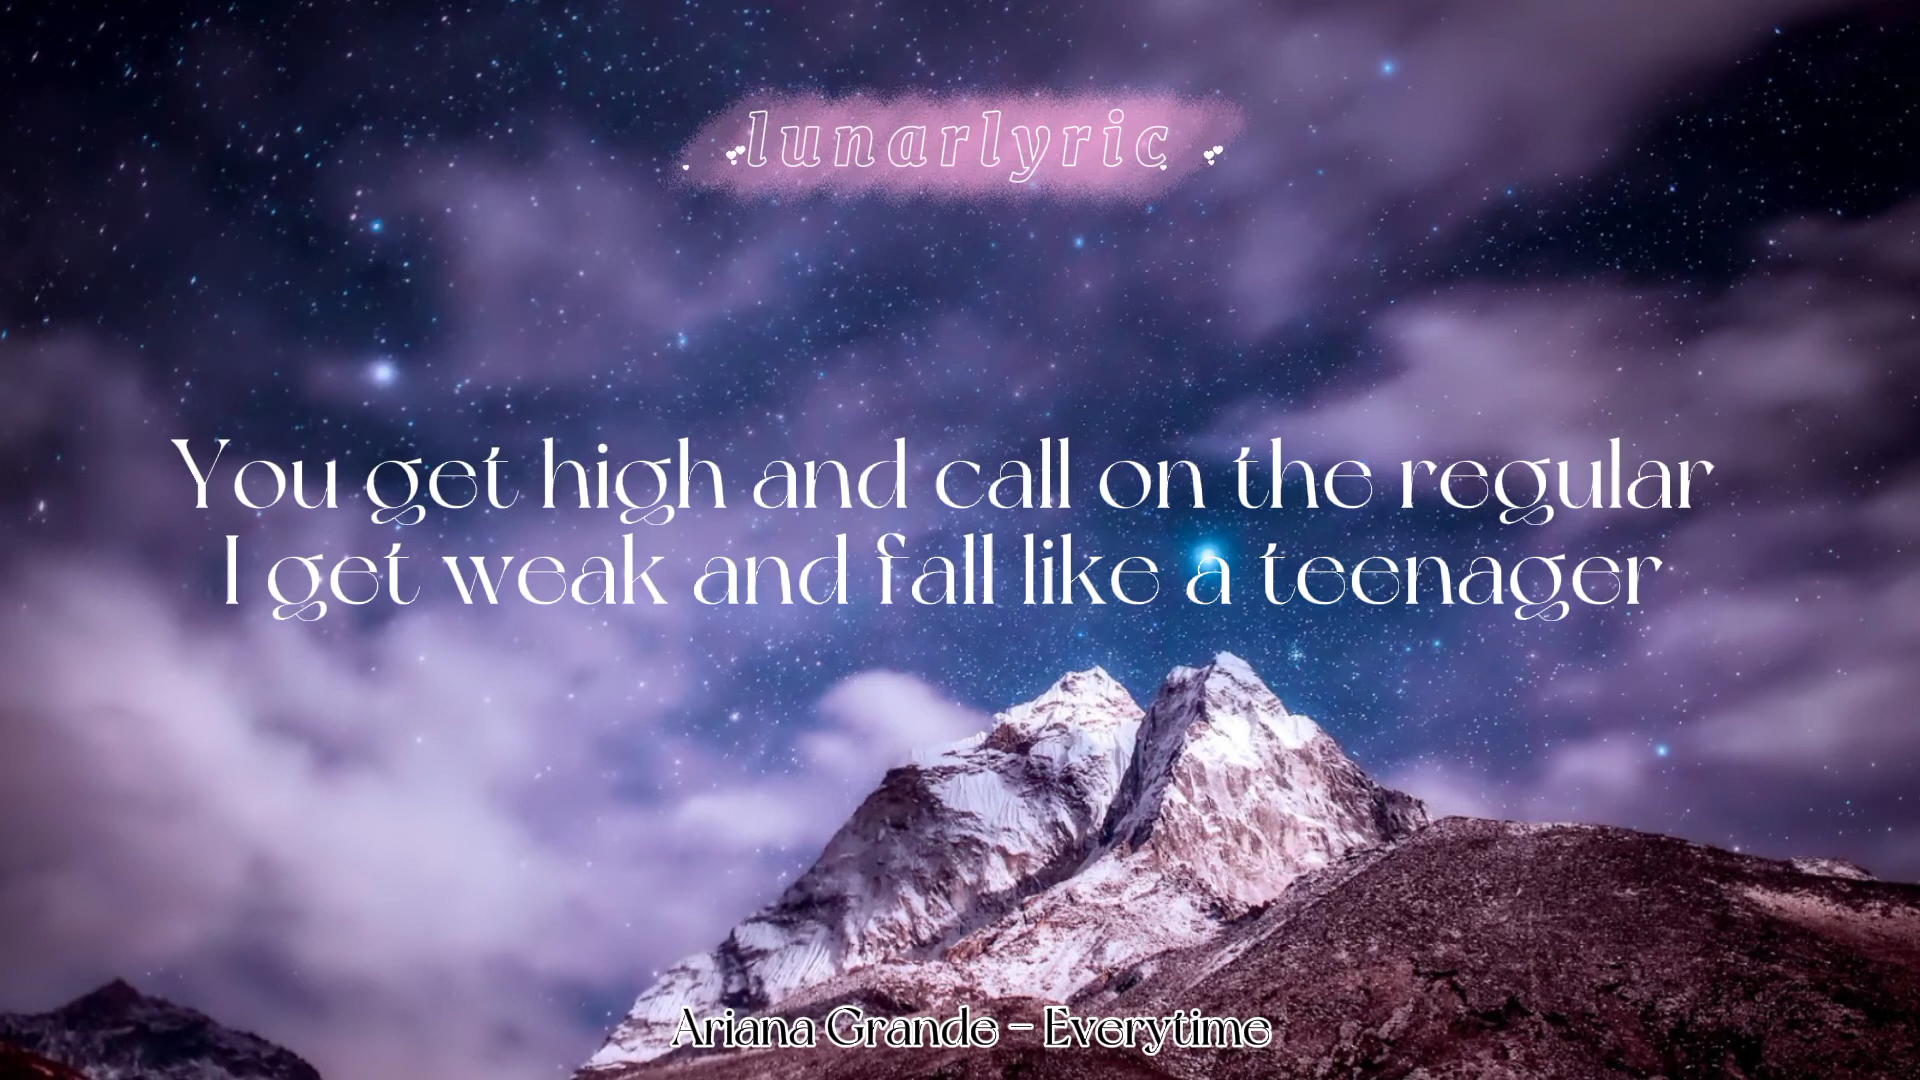 lunarlyric
You get high and call on the regular
I get weak and fall like a teenager
Ariana Grande - Everytime